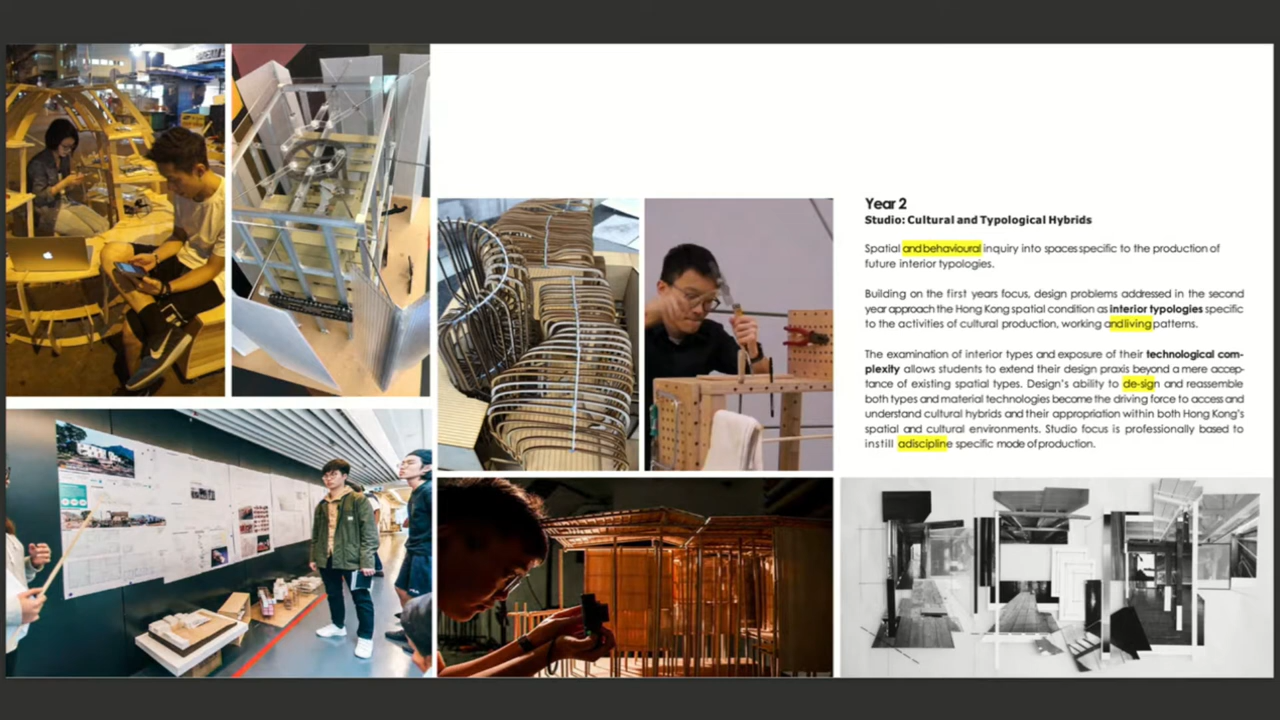 Year 2
Studio: Cultural and Typological Hybrids
Spatial and behavioural inquiry into spaces specific to the production of
future interior typologies.
Building on the first years focus, design problems addressed in the second
year approach the Hong Kong spatial condition as interior typologies specific
to the activities of cultural production, working and living patterns.
The examination of interior types and exposure of their technological com-
plexity allows students to extend their design praxis beyond a mere accep-
tance of existing spatial types. Design's ability to de-sign and reassemble
both types and material technologies become the driving force to access and
understand cultural hybrids and their appropriation within both Hong Kong's
spatial and cultural environments. Studio focus is professionally based to
instill a discipline specific mode of production.